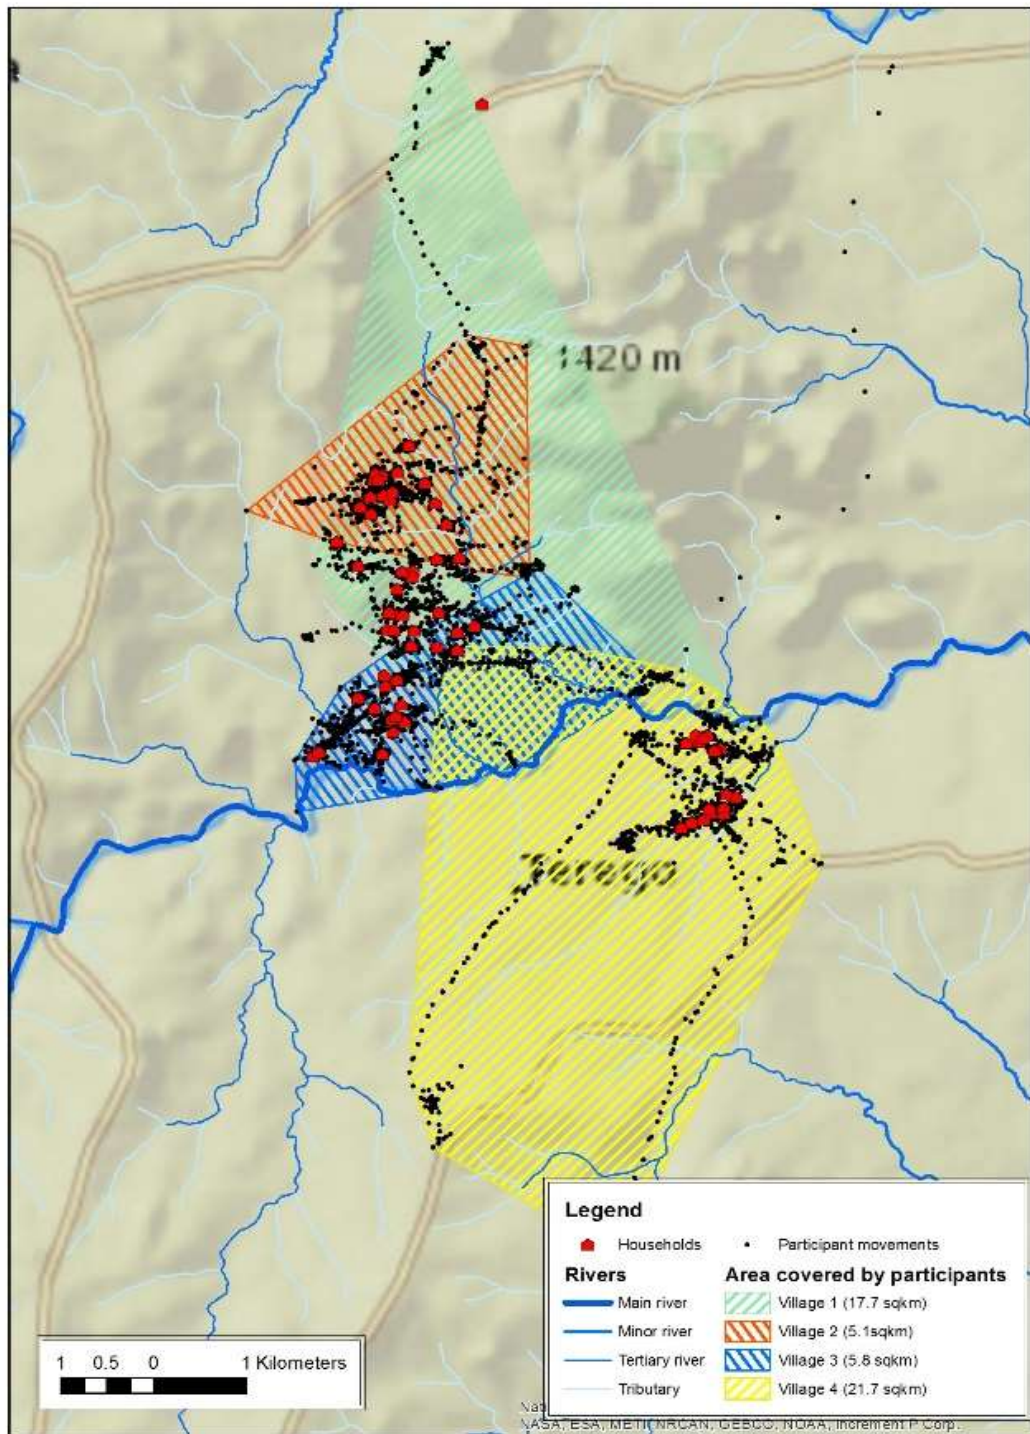 1420 m
Terego
Legend
Households
Participant movements
Rivers
Area covered by participants
Main river
Village 1 (17.7 sqkm)
Minor river
Village 2 (5.1sqkm)
Tertiary river
Village 3 (5.8 sqkm)
Tributary
Village 4 (21.7 sqkm)
1 0.5 0 1 Kilometers
NASA, ESA, METI, NRCAN, GEBCO, NOAA, Increment P Corp.